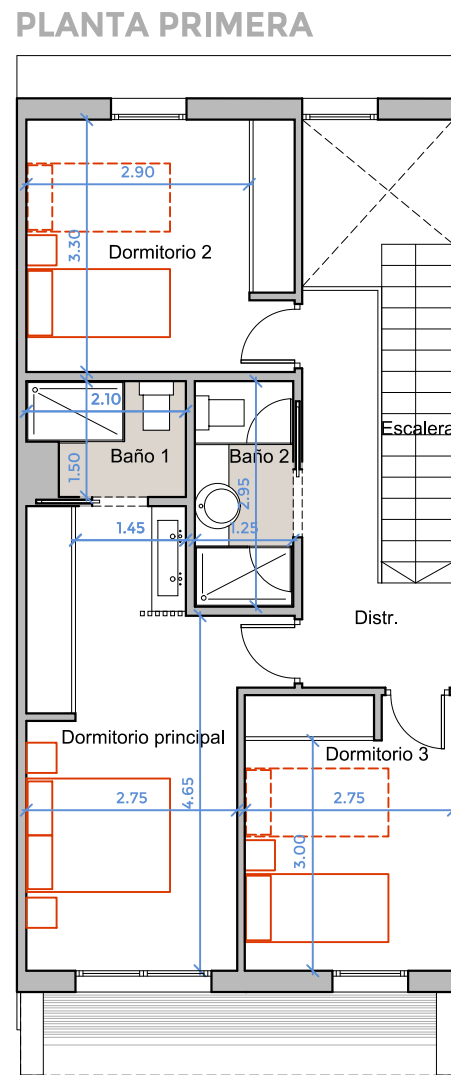 PLANTA PRIMERA
2.90
3.30
Dormitorio 2
2.10
1.50
Baño 1
Baño 2
2.95
1.25
Escalera
1.45
Distr.
Dormitorio principal
4.65
2.75
Dormitorio 3
2.75
3.00